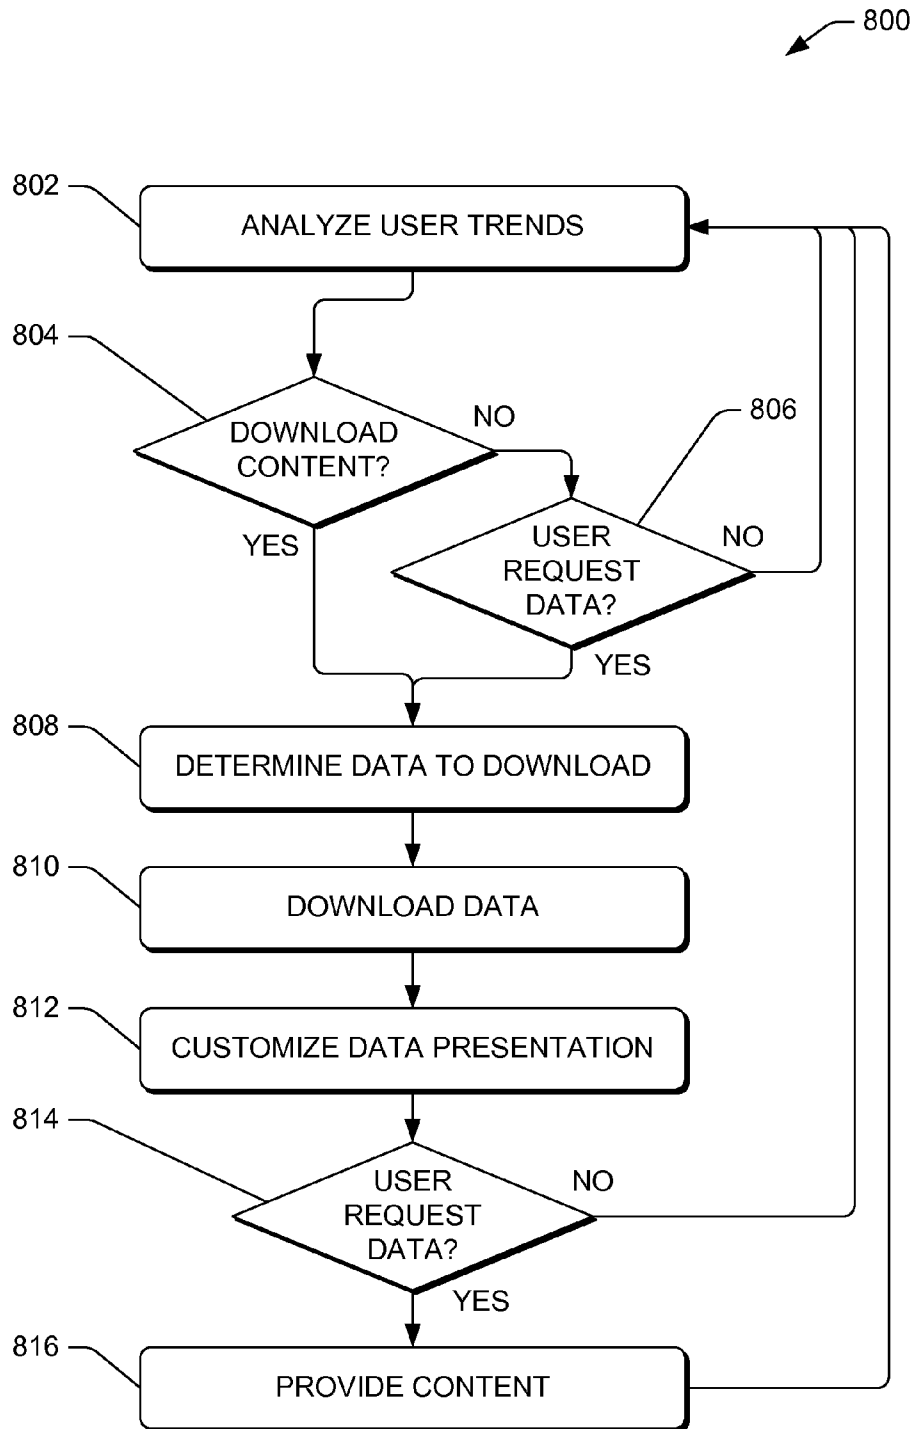 800
802
ANALYZE USER TRENDS
804
DOWNLOAD
CONTENT?
NO
YES
806
USER
REQUEST
DATA?
NO
YES
808
DETERMINE DATA TO DOWNLOAD
810
DOWNLOAD DATA
812
CUSTOMIZE DATA PRESENTATION
814
USER
REQUEST
DATA?
NO
YES
816
PROVIDE CONTENT